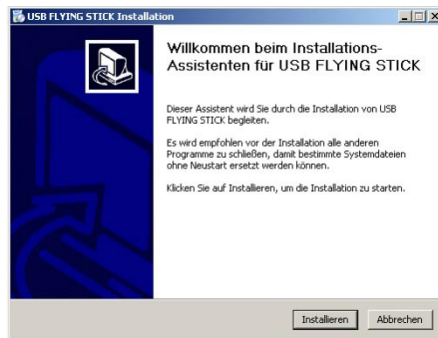 USB FLYING STICK Installation
Willkommen beim Installations-
Assistenten für USB FLYING STICK
Dieser Assistent wird Sie durch die Installation von USB
FLYING STICK begleiten.
Es wird empfohlen vor der Installation alle anderen
Programme zu schließen, damit bestimmte Systemdateien
ohne Neustart ersetzt werden können.
Klicken Sie auf Installieren, um die Installation zu starten.
Installieren
Abbrechen